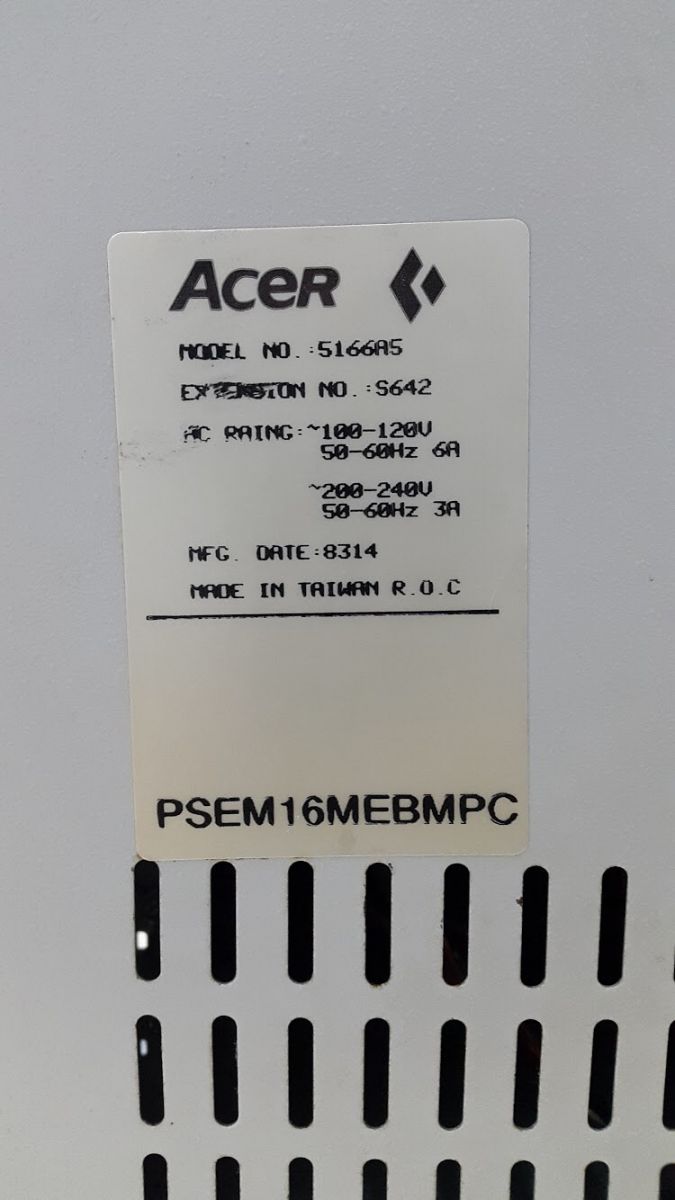 ACeR
MODEL NO.:5166A5
EXTENSION NO.:S642
AC RAING:~100-120V
50-60Hz 6A
~200-240V
50-60Hz 3A
MFG. DATE:8314
MADE IN TAIWAN R.O.C
PSEM16MEBMPC